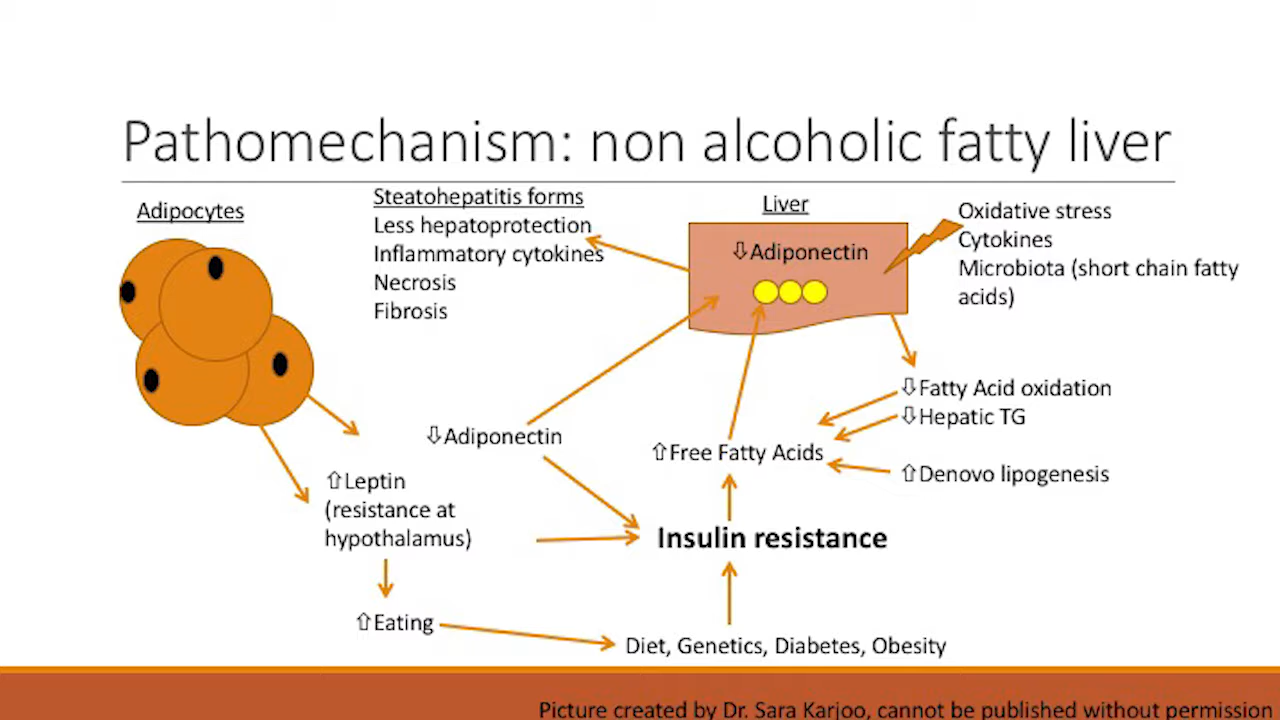 Pathomechanism: non alcoholic fatty liver
Adipocytes
Steatohepatitis forms
Less hepatoprotection
Inflammatory cytokines
Necrosis
Fibrosis
Liver
⇩Adiponectin
Oxidative stress
Cytokines
Microbiota (short chain fatty
acids)
⇩Fatty Acid oxidation
⇩Hepatic TG
⇩Adiponectin
⇧Free Fatty Acids
⇧Denovo lipogenesis
⇧Leptin
(resistance at
hypothalamus)
Insulin resistance
⇧Eating
Diet, Genetics, Diabetes, Obesity
Picture created by Dr. Sara Karjoo, cannot be published without permission